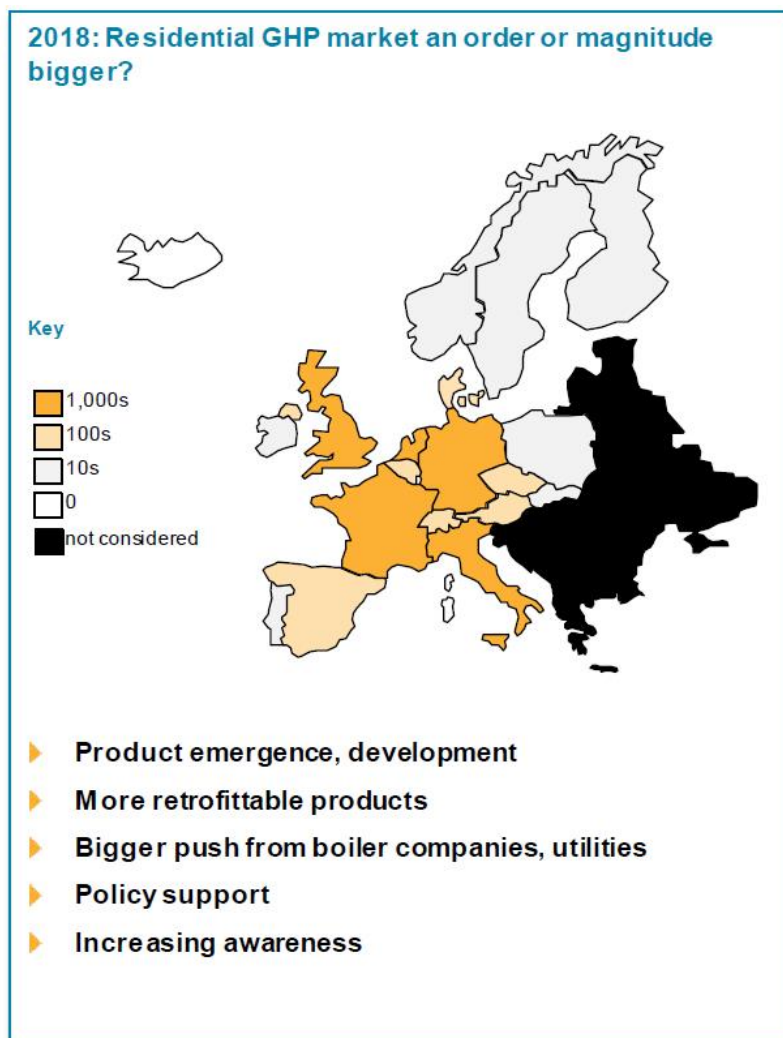 2018: Residential GHP market an order or magnitude
bigger?
Key
1,000s
100s
10s
0
not considered
Product emergence, development
More retrofittable products
Bigger push from boiler companies, utilities
Policy support
Increasing awareness